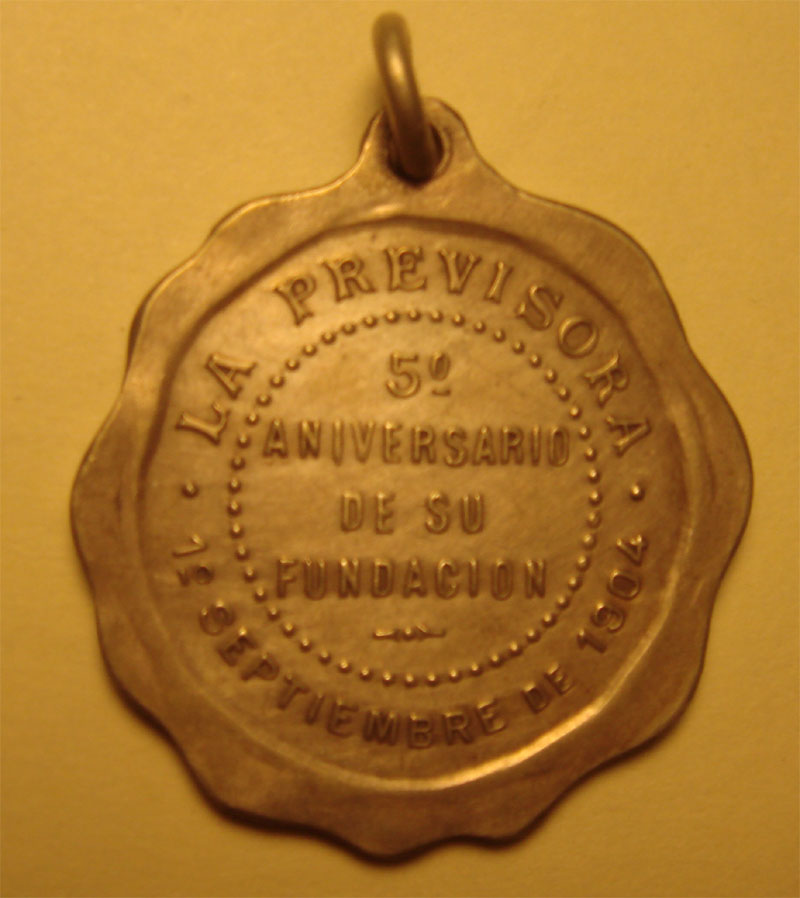 LA PREVISORA
5º
ANIVERSARIO
DE SU
FUNDACION
1º SEPTIEMBRE DE 1904